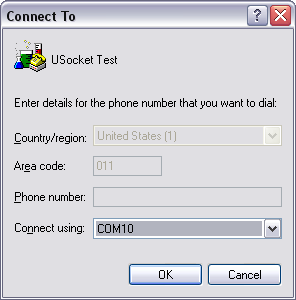 Connect To
USocket Test
Enter details for the phone number that you want to dial:
Country/region: United States (1)
Area code: 011
Phone number:
Connect using: COM10
OK Cancel